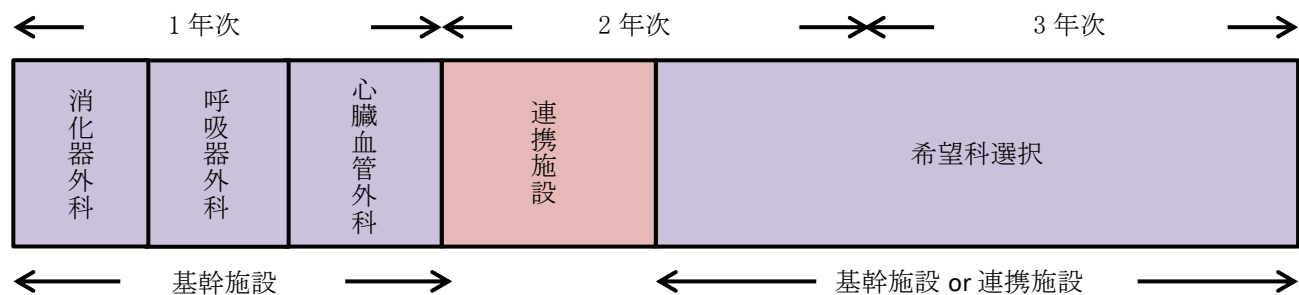 1年次
2年次
3年次
消化器外科
呼吸器外科
心臓血管外科
連携施設
希望科選択
基幹施設
基幹施設 or 連携施設